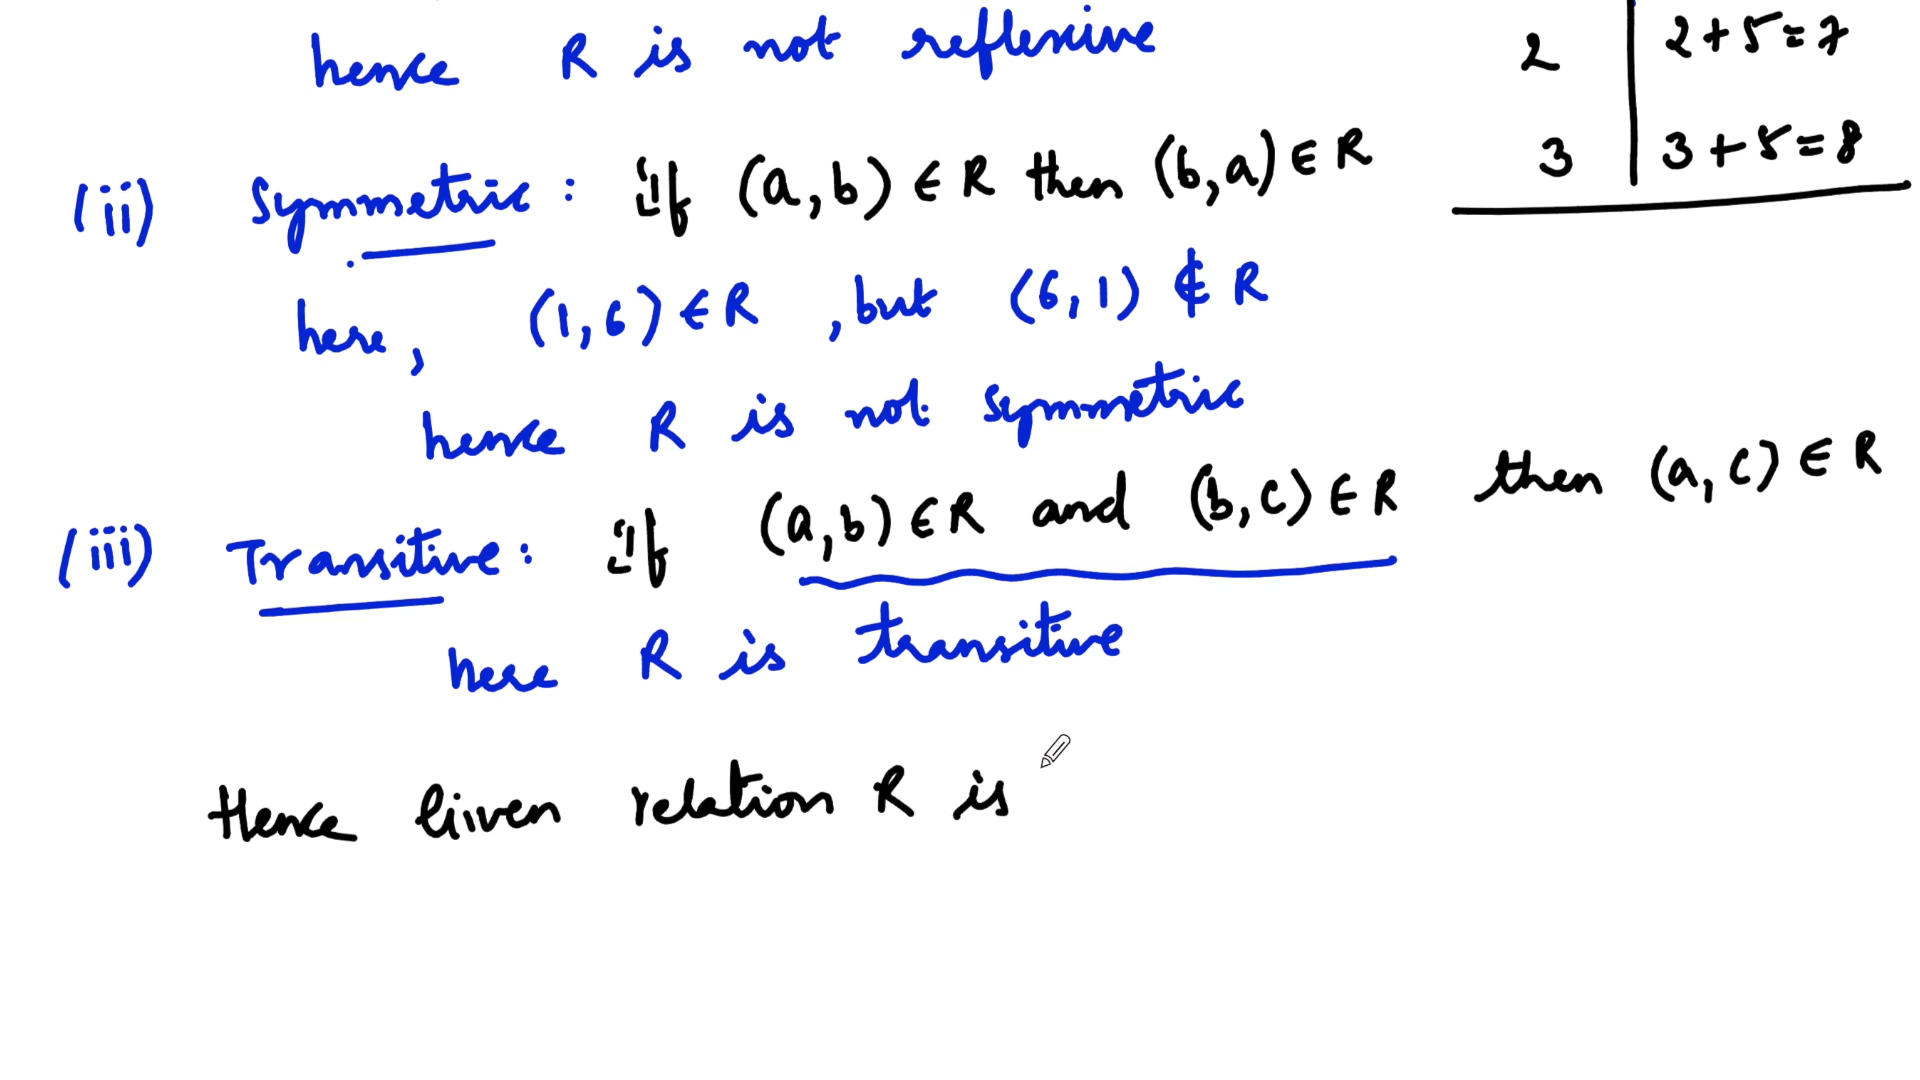 hence R is not reflexive
2 | 2+5=7
3 | 3+5=8
(ii) Symmetric : if (a,b) ∈ R then (b,a) ∈ R
here, (1,6) ∈ R , but (6,1) ∉ R
hence R is not symmetric
(iii) Transitive : if (a,b) ∈ R and (b,c) ∈ R then (a,c) ∈ R
here R is transitive
Hence Given relation R is